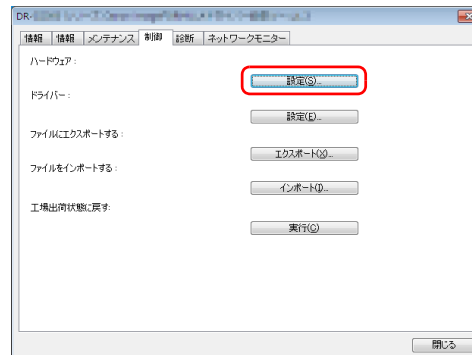 DR-
情報 情報 メンテナンス 制御 診断 ネットワークモニター
ハードウェア :
設定(S)...
ドライバー :
設定(E)...
ファイルにエクスポートする :
エクスポート(X)...
ファイルをインポートする :
インポート(I)...
工場出荷状態に戻す:
実行(C)
閉じる